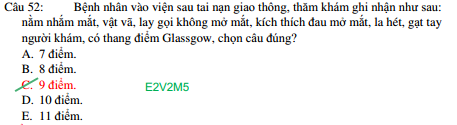 Câu 52: Bệnh nhân vào viện sau tai nạn giao thông, thăm khám ghi nhận như sau:
nằm nhắm mắt, vật vã, lay gọi không mở mắt, kích thích đau mở mắt, la hét, gạt tay
người khám, có thang điểm Glassgow, chọn câu đúng?
A. 7 điểm.
B. 8 điểm.
C. 9 điểm. E2V2M5
D. 10 điểm.
E. 11 điểm.